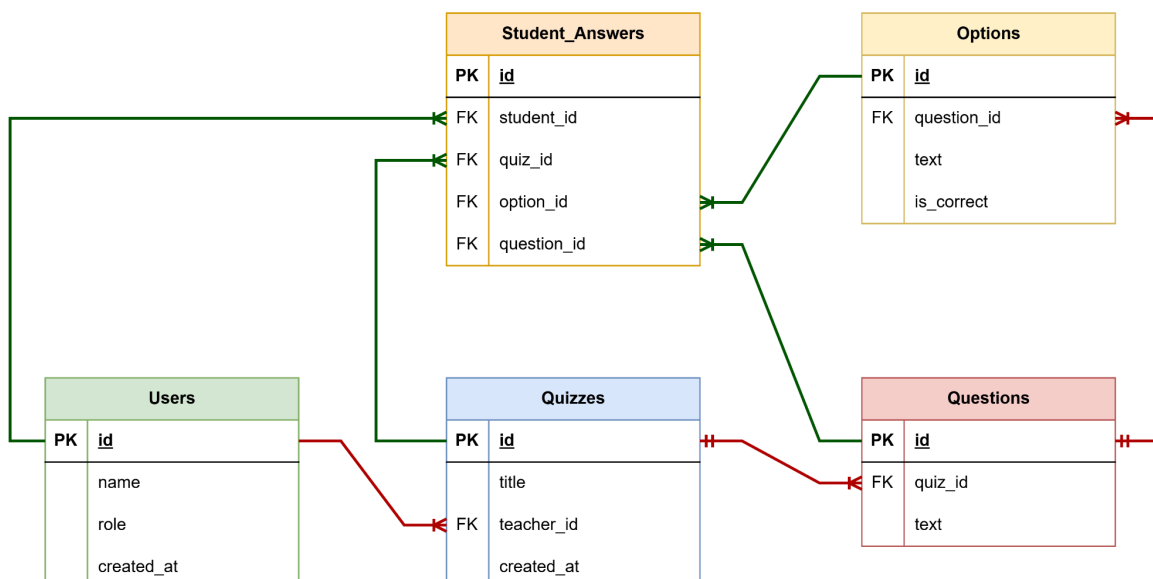 Student_Answers
PK id
FK student_id
FK quiz_id
FK option_id
FK question_id
Options
PK id
FK question_id
text
is_correct
Users
PK id
name
role
created_at
Quizzes
PK id
title
FK teacher_id
created_at
Questions
PK id
FK quiz_id
text